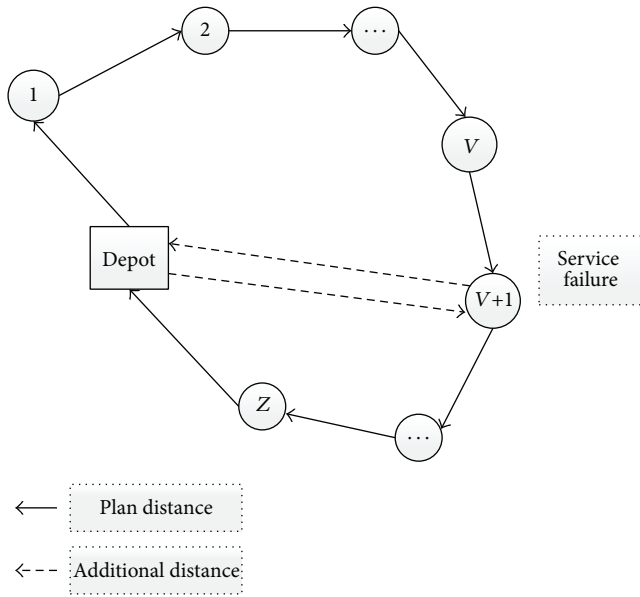 2
...
1
V
Depot
Service
failure
V+1
Z
...
Plan distance
Additional distance